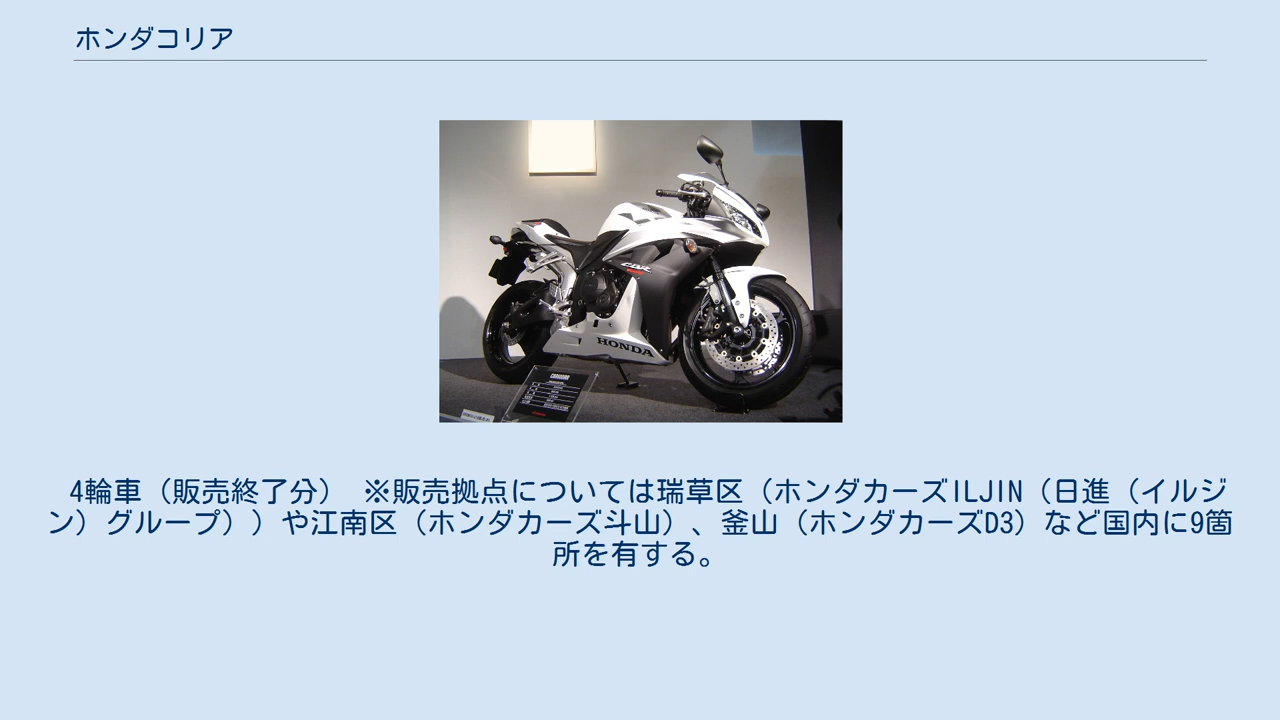 ホンダコリア
CBR
HONDA
4輪車（販売終了分） ※販売拠点については瑞草区（ホンダカーズILJIN（日進（イルジ
ン）グループ））や江南区（ホンダカーズ斗山）、釜山（ホンダカーズD3）など国内に9箇
所を有する。